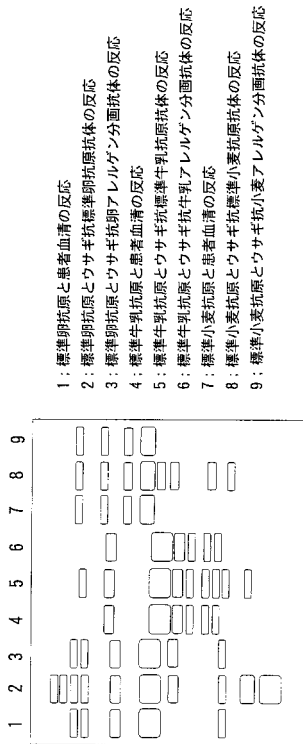 1 2 3 4 5 6 7 8 9
1；標準卵抗原と患者血清の反応
2；標準卵抗原とウサギ抗標準卵抗原抗体の反応
3；標準卵抗原とウサギ抗卵アレルゲン分画抗体の反応
4；標準牛乳抗原と患者血清の反応
5；標準牛乳抗原とウサギ抗標準牛乳抗原抗体の反応
6；標準牛乳抗原とウサギ抗牛乳アレルゲン分画抗体の反応
7；標準小麦抗原と患者血清の反応
8；標準小麦抗原とウサギ抗標準小麦抗原抗体の反応
9；標準小麦抗原とウサギ抗小麦アレルゲン分画抗体の反応